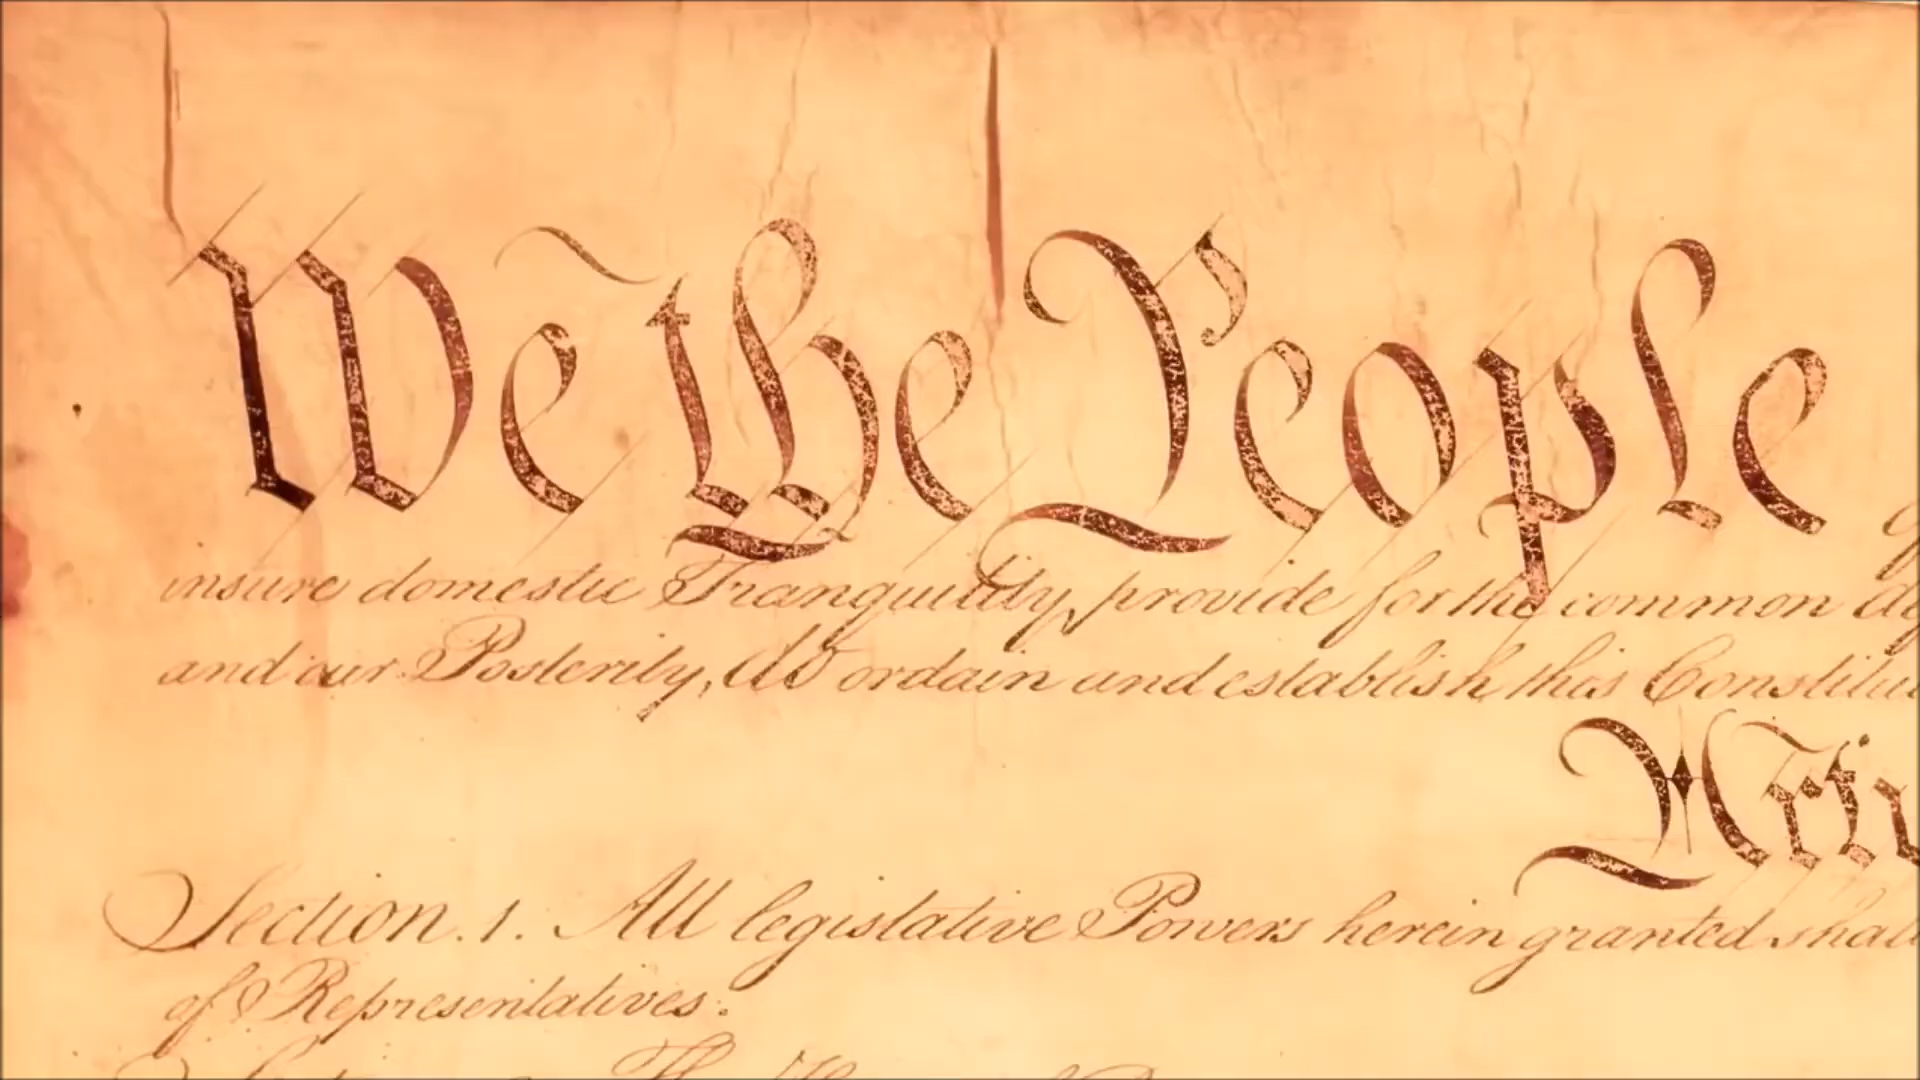 We the People
insure domestic Tranquility, provide for the common
and our Posterity, do ordain and establish this
Section. 1. All legislative Powers herein granted shall
of Representatives.